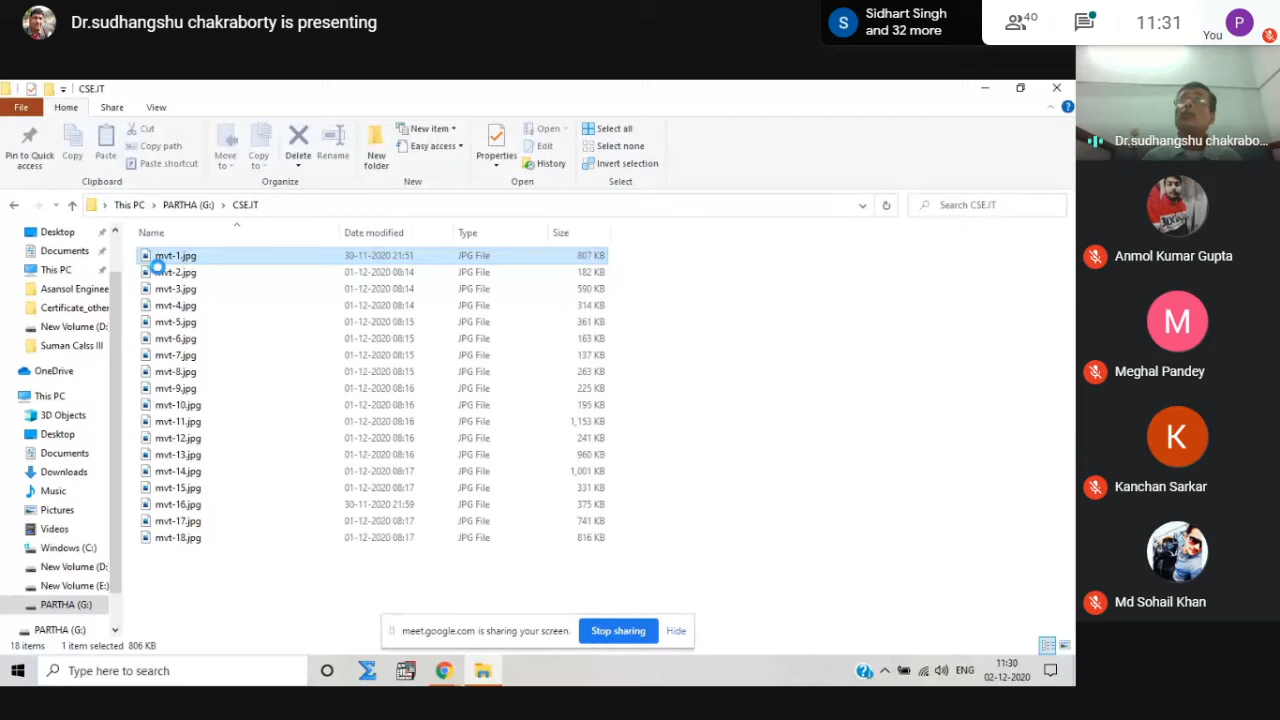 Dr.sudhangshu chakraborty is presenting
S
Sidhart Singh
and 32 more
40
11:31
You
P
CSE.IT
File
Home
Share
View
Pin to Quick
access
Copy
Paste
Cut
Copy path
Paste shortcut
Clipboard
Move
to
Copy
to
Delete
Rename
Organize
New
folder
New item
Easy access
New
Properties
Open
Edit
History
Open
Select all
Select none
Invert selection
Select
This PC > PARTHA (G:) > CSE.IT
Search CSE.IT
Name Date modified Type Size
mvt-1.jpg 30-11-2020 21:51 JPG File 807 KB
mvt-2.jpg 01-12-2020 08:14 JPG File 182 KB
mvt-3.jpg 01-12-2020 08:14 JPG File 590 KB
mvt-4.jpg 01-12-2020 08:14 JPG File 314 KB
mvt-5.jpg 01-12-2020 08:15 JPG File 361 KB
mvt-6.jpg 01-12-2020 08:15 JPG File 163 KB
mvt-7.jpg 01-12-2020 08:15 JPG File 137 KB
mvt-8.jpg 01-12-2020 08:15 JPG File 263 KB
mvt-9.jpg 01-12-2020 08:16 JPG File 225 KB
mvt-10.jpg 01-12-2020 08:16 JPG File 195 KB
mvt-11.jpg 01-12-2020 08:16 JPG File 1,153 KB
mvt-12.jpg 01-12-2020 08:16 JPG File 241 KB
mvt-13.jpg 01-12-2020 08:16 JPG File 960 KB
mvt-14.jpg 01-12-2020 08:17 JPG File 1,001 KB
mvt-15.jpg 01-12-2020 08:17 JPG File 331 KB
mvt-16.jpg 30-11-2020 21:59 JPG File 375 KB
mvt-17.jpg 01-12-2020 08:17 JPG File 741 KB
mvt-18.jpg 01-12-2020 08:17 JPG File 816 KB
Desktop
Documents
This PC
Asansol Enginee
Certificate_othe
New Volume (D:
Suman Calss III
OneDrive
This PC
3D Objects
Desktop
Documents
Downloads
Music
Pictures
Videos
Windows (C:)
New Volume (D:
New Volume (E:)
PARTHA (G:)
PARTHA (G:)
18 items 1 item selected 806 KB
meet.google.com is sharing your screen.
Stop sharing
Hide
Type here to search
ENG
11:30
02-12-2020
Dr.sudhangshu chakrabo...
Anmol Kumar Gupta
M
Meghal Pandey
K
Kanchan Sarkar
Md Sohail Khan